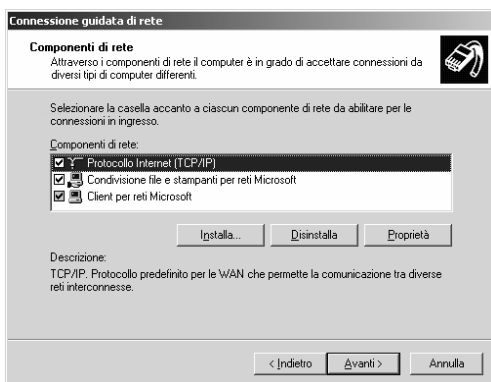 Connessione guidata di rete
Componenti di rete
Attraverso i componenti di rete il computer è in grado di accettare connessioni da
diversi tipi di computer differenti.
Selezionare la casella accanto a ciascun componente di rete da abilitare per le
connessioni in ingresso.
Componenti di rete:
Protocollo Internet (TCP/IP)
Condivisione file e stampanti per reti Microsoft
Client per reti Microsoft
Installa... Disinstalla Proprietà
Descrizione:
TCP/IP. Protocollo predefinito per le WAN che permette la comunicazione tra diverse
reti interconnesse.
< Indietro Avanti > Annulla